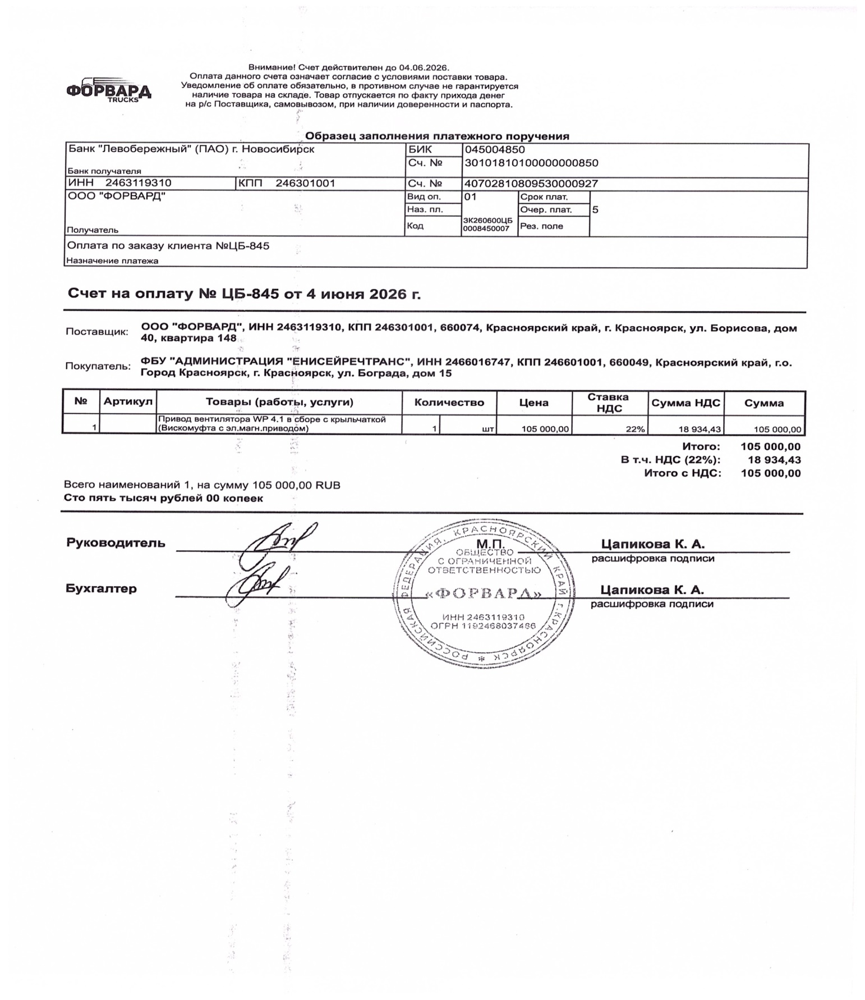 ФОРВАРД
TRUCKS
Внимание! Счет действителен до 04.06.2026.
Оплата данного счета означает согласие с условиями поставки товара.
Уведомление об оплате обязательно, в противном случае не гарантируется
наличие товара на складе. Товар отпускается по факту прихода денег
на р/с Поставщика, самовывозом, при наличии доверенности и паспорта.
Образец заполнения платежного поручения
Банк "Левобережный" (ПАО) г. Новосибирск БИК 045004850
Сч. № 30101810100000000850
Банк получателя
ИНН 2463119310 КПП 246301001 Сч. № 40702810809530000927
ООО "ФОРВАРД" Вид оп. 01 Срок плат.
Наз. пл. Очер. плат. 5
Код ЗК260600ЦБ0008450007 Рез. поле
Получатель
Оплата по заказу клиента №ЦБ-845
Назначение платежа
Счет на оплату № ЦБ-845 от 4 июня 2026 г.
Поставщик: ООО "ФОРВАРД", ИНН 2463119310, КПП 246301001, 660074, Красноярский край, г. Красноярск, ул. Борисова, дом
40, квартира 148
Покупатель: ФБУ "АДМИНИСТРАЦИЯ "ЕНИСЕЙРЕЧТРАНС", ИНН 2466016747, КПП 246601001, 660049, Красноярский край, г.о.
Город Красноярск, г. Красноярск, ул. Бограда, дом 15
№ Артикул Товары (работы, услуги) Количество Цена Ставка НДС Сумма НДС Сумма
Привод вентилятора WP 4.1 в сборе с крыльчаткой
1 (Вискомуфта с эл.магн.приводом) 1 шт 105 000,00 22% 18 934,43 105 000,00
Итого: 105 000,00
В т.ч. НДС (22%): 18 934,43
Итого с НДС: 105 000,00
Всего наименований 1, на сумму 105 000,00 RUB
Сто пять тысяч рублей 00 копеек
Руководитель М.П. Цапикова К. А.
расшифровка подписи
Бухгалтер Цапикова К. А.
расшифровка подписи
РОССИЙСКАЯ ФЕДЕРАЦИЯ, КРАСНОЯРСКИЙ КРАЙ г.КРАСНОЯРСК *
ОБЩЕСТВО
С ОГРАНИЧЕННОЙ
ОТВЕТСТВЕННОСТЬЮ
«ФОРВАРД»
ИНН 2463119310
ОГРН 1192468037486